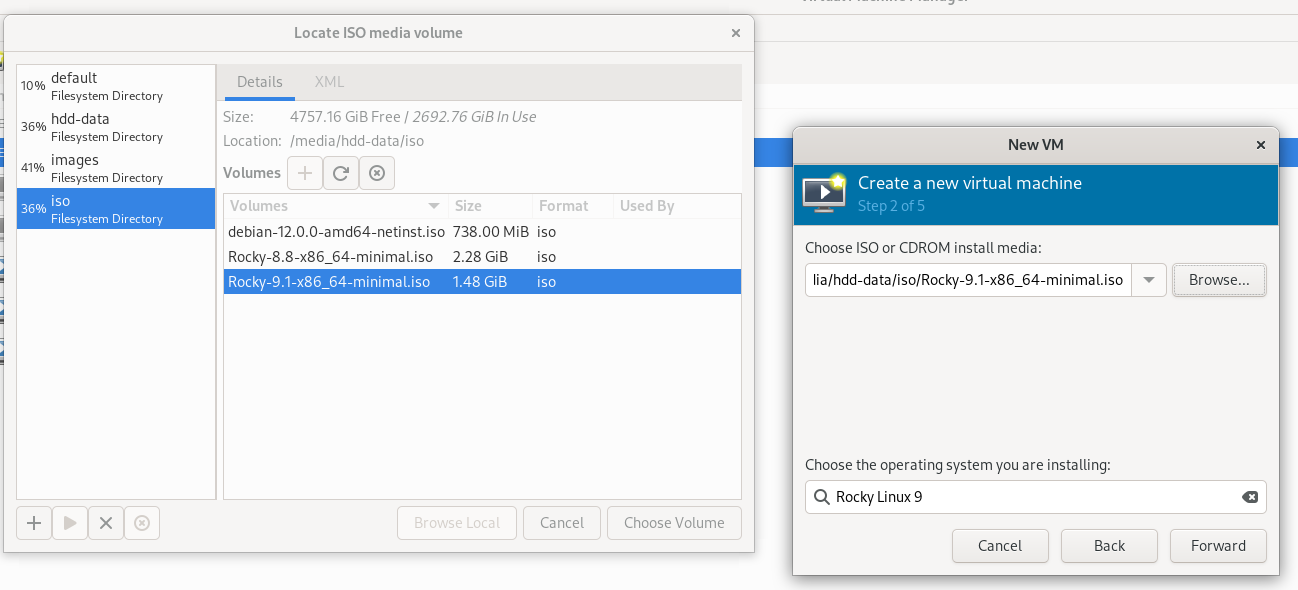 Virtual Machine Manager
Locate ISO media volume
10% default
Filesystem Directory
36% hdd-data
Filesystem Directory
41% images
Filesystem Directory
36% iso
Filesystem Directory
Details XML
Size: 4757.16 GiB Free / 2692.76 GiB In Use
Location: /media/hdd-data/iso
Volumes
Volumes Size Format Used By
debian-12.0.0-amd64-netinst.iso 738.00 MiB iso
Rocky-8.8-x86_64-minimal.iso 2.28 GiB iso
Rocky-9.1-x86_64-minimal.iso 1.48 GiB iso
Browse Local Cancel Choose Volume
New VM
Create a new virtual machine
Step 2 of 5
Choose ISO or CDROM install media:
lia/hdd-data/iso/Rocky-9.1-x86_64-minimal.iso Browse...
Choose the operating system you are installing:
Rocky Linux 9
Cancel Back Forward